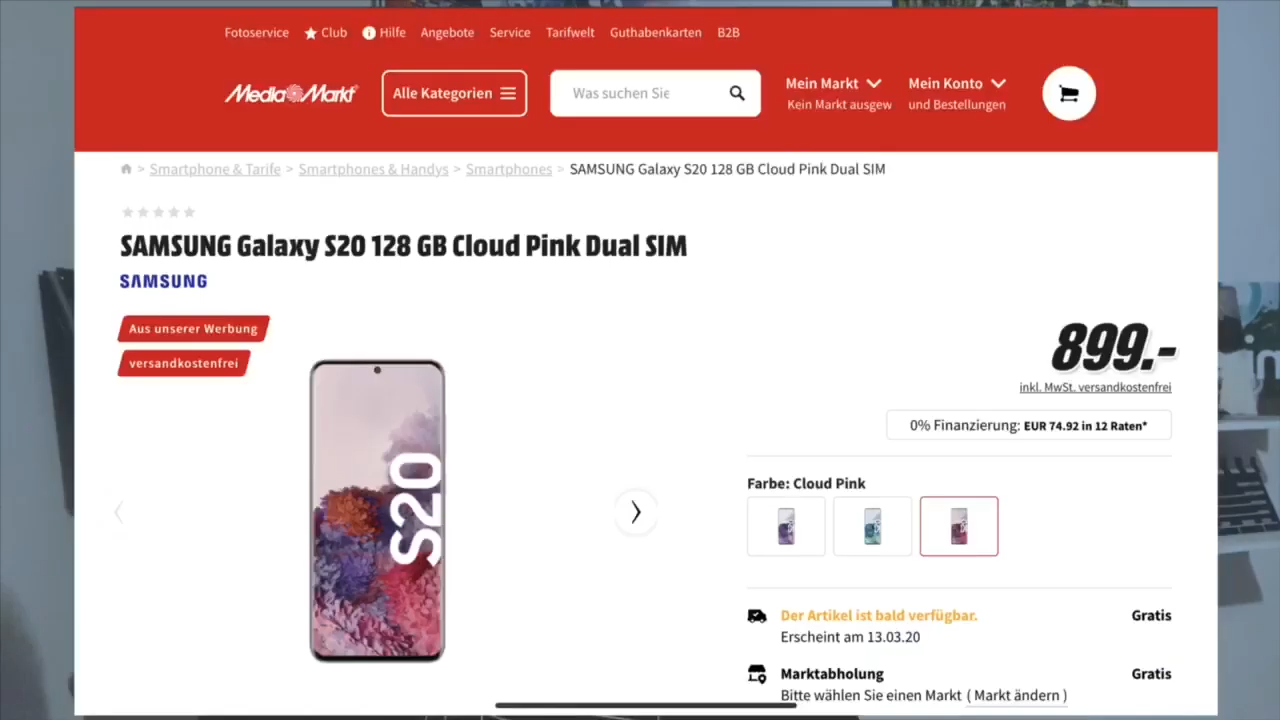 Fotoservice Club Hilfe Angebote Service Tarifwelt Guthabenkarten B2B
MediaMarkt Alle Kategorien Was suchen Sie Mein Markt Mein Konto
Kein Markt ausgew und Bestellungen
> Smartphone & Tarife > Smartphones & Handys > Smartphones > SAMSUNG Galaxy S20 128 GB Cloud Pink Dual SIM
SAMSUNG Galaxy S20 128 GB Cloud Pink Dual SIM
SAMSUNG
Aus unserer Werbung
versandkostenfrei
S20
899.-
inkl. MwSt. versandkostenfrei
0% Finanzierung: EUR 74.92 in 12 Raten*
Farbe: Cloud Pink
Der Artikel ist bald verfügbar. Gratis
Erscheint am 13.03.20
Marktabholung Gratis
Bitte wählen Sie einen Markt ( Markt ändern )